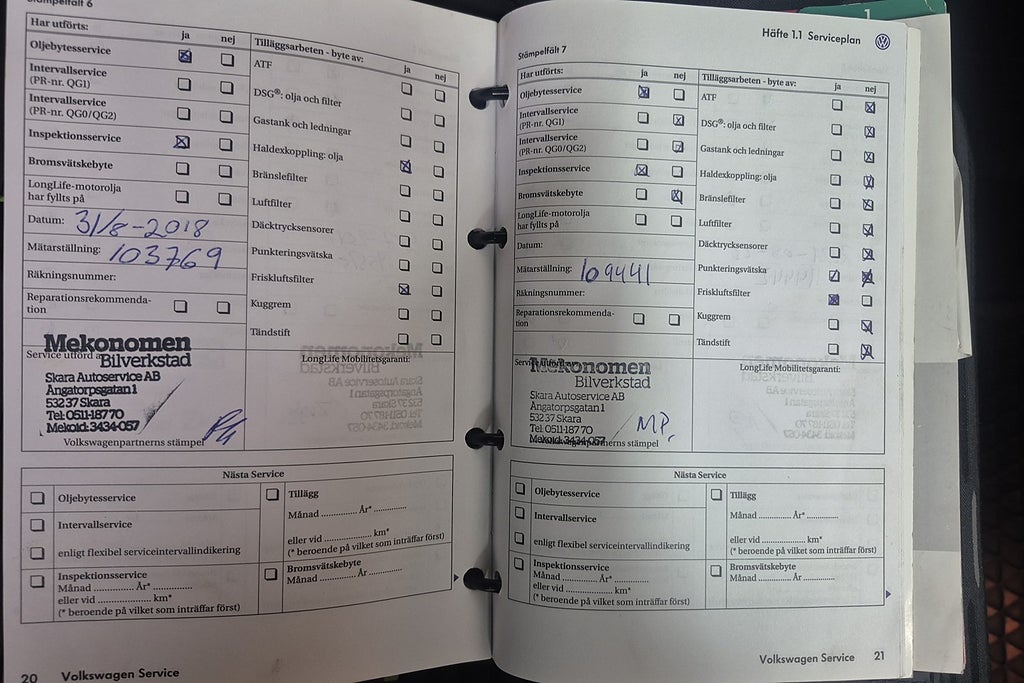 Stämpelfält 6
Har utförts: ja nej
Oljebytesservice
Intervallservice
(PR-nr. QG1)
Intervallservice
(PR-nr. QG0/QG2)
Inspektionsservice
Bromsvätskebyte
LongLife-motorolja
har fyllts på
Datum: 31/8-2018
Mätarställning: 103769
Räkningsnummer:
Reparationsrekommenda-
tion
Tilläggsarbeten - byte av: ja nej
ATF
DSG®: olja och filter
Gastank och ledningar
Haldexkoppling: olja
Bränslefilter
Luftfilter
Däcktrycksensorer
Punkteringsvätska
Friskluftsfilter
Kuggrem
Tändstift
Service utförd a
Mekonomen
Bilverkstad
Skara Autoservice AB
Ängatorpsgatan 1
532 37 Skara
Tel: 0511-187 70
Mekoid: 3434-057
Volkswagenpartnerns stämpel
LongLife Mobilitetsgaranti:
Nästa Service
Oljebytesservice
Intervallservice
enligt flexibel serviceintervallindikering
Inspektionsservice
Månad .............. År* ..........
eller vid .................... km*
(* beroende på vilket som inträffar först)
Tillägg
Månad ............. År* ............
eller vid .................... km*
(* beroende på vilket som inträffar först)
Bromsvätskebyte
Månad ............. År ...........
20 Volkswagen Service
1
Häfte 1.1 Serviceplan
Stämpelfält 7
Har utförts: ja nej
Oljebytesservice
Intervallservice
(PR-nr. QG1)
Intervallservice
(PR-nr. QG0/QG2)
Inspektionsservice
Bromsvätskebyte
LongLife-motorolja
har fyllts på
Datum:
Mätarställning: 109441
Räkningsnummer:
Reparationsrekommenda-
tion
Tilläggsarbeten - byte av: ja nej
ATF
DSG®: olja och filter
Gastank och ledningar
Haldexkoppling: olja
Bränslefilter
Luftfilter
Däcktrycksensorer
Punkteringsvätska
Friskluftsfilter
Kuggrem
Tändstift
Mekonomen
Bilverkstad
Skara Autoservice AB
Ängatorpsgatan 1
532 37 Skara
Tel: 0511-187 70
Mekoid: 3434-057
MP.
Volkswagenpartnerns stämpel
LongLife Mobilitetsgaranti:
Nästa Service
Oljebytesservice
Intervallservice
enligt flexibel serviceintervallindikering
Inspektionsservice
Månad .............. År* ..........
eller vid .................... km*
(* beroende på vilket som inträffar först)
Tillägg
Månad ............. År* ............
eller vid .................... km*
(* beroende på vilket som inträffar först)
Bromsvätskebyte
Månad ............. År ...........
Volkswagen Service 21